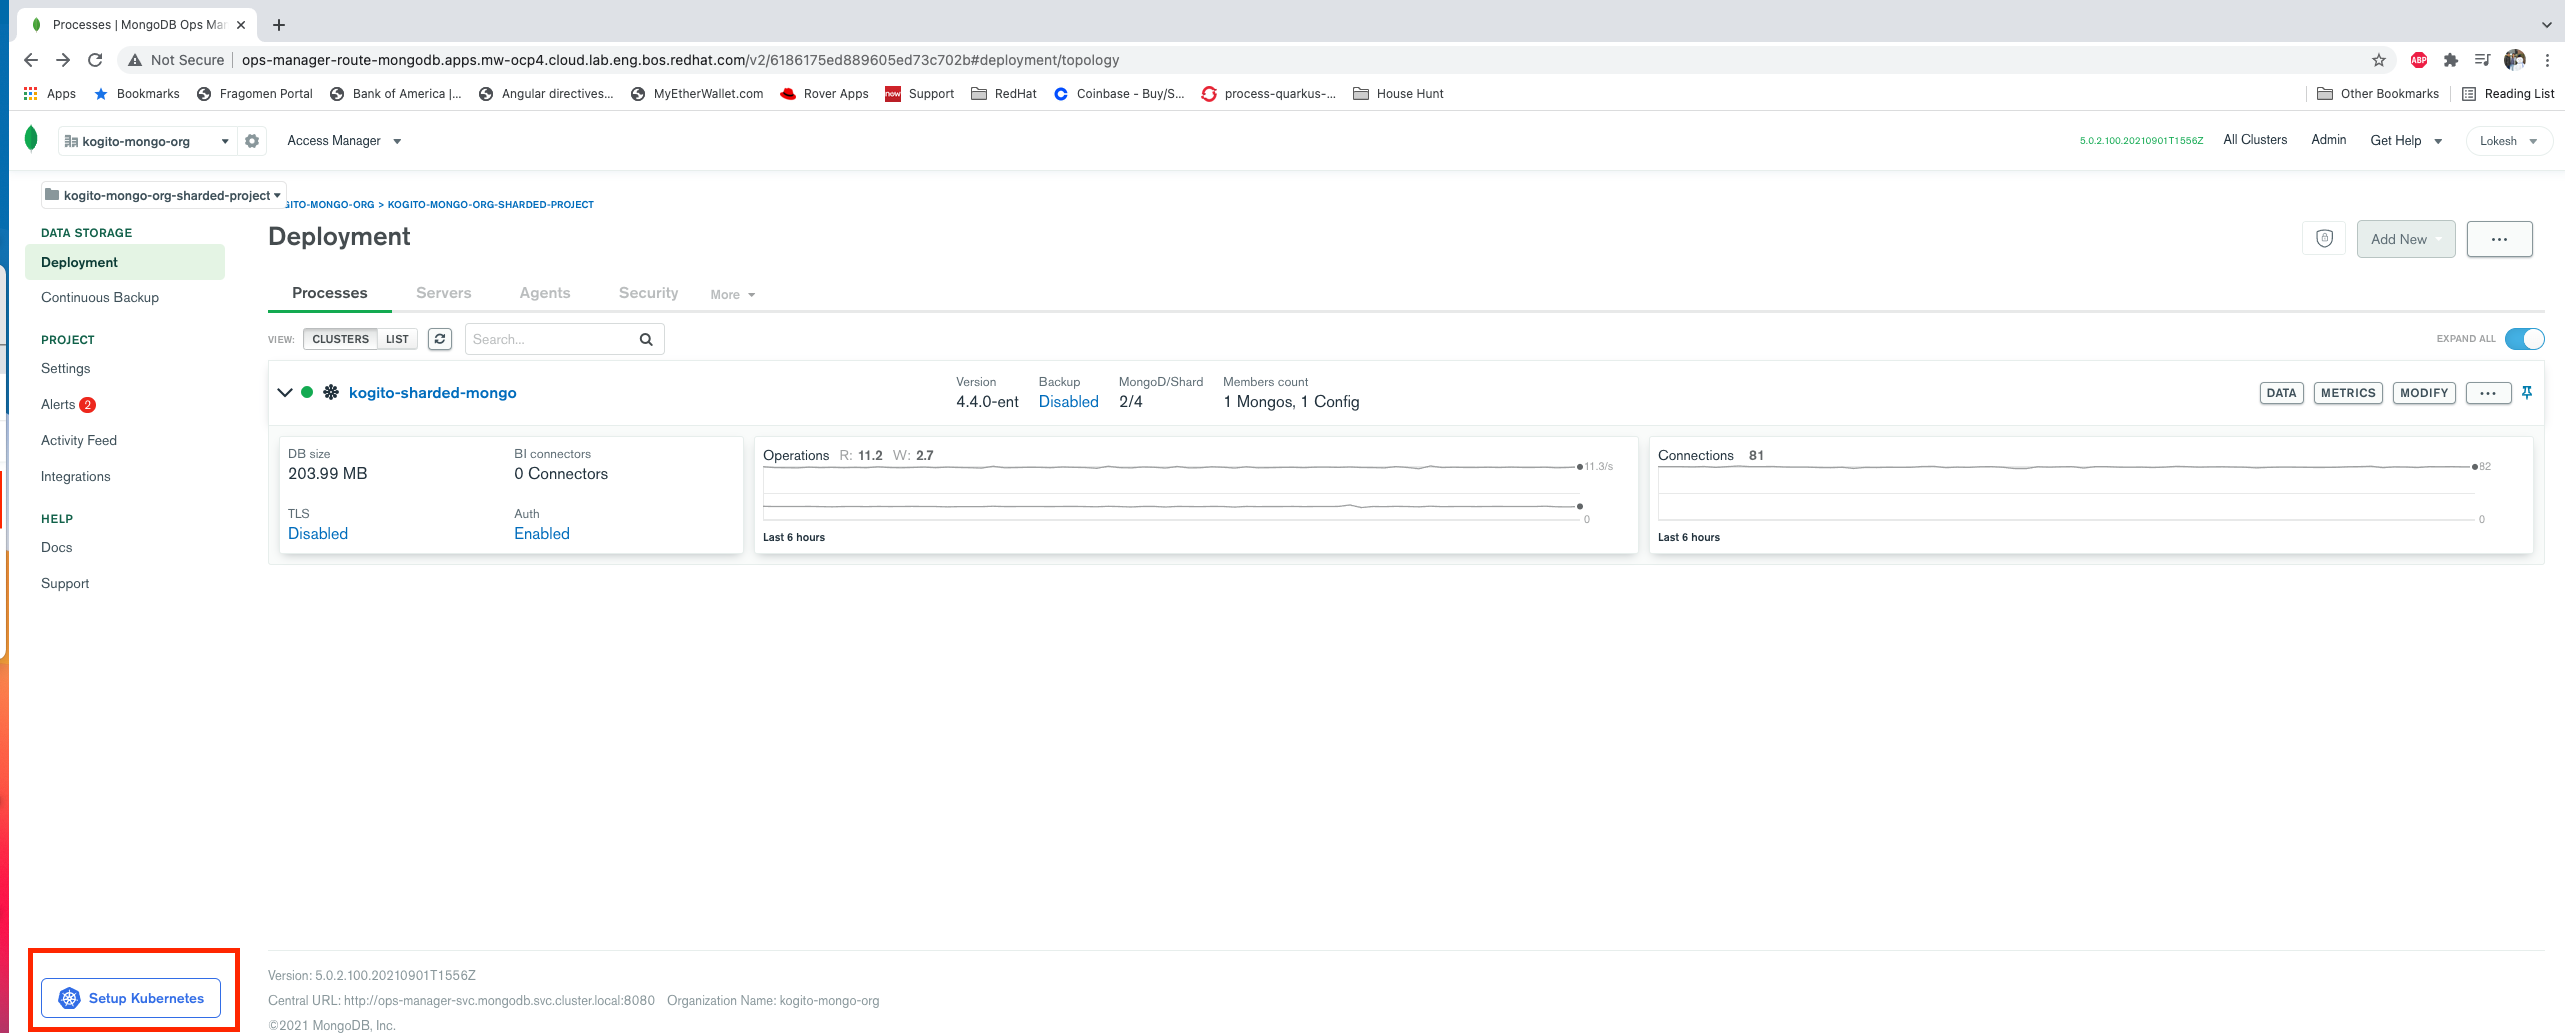 Processes | MongoDB Ops Mar
Not Secure
ops-manager-route-mongodb.apps.mw-ocp4.cloud.lab.eng.bos.redhat.com/v2/6186175ed889605ed73c702b#deployment/topology
ABP
Apps
Bookmarks
Fragomen Portal
Bank of America |...
Angular directives...
MyEtherWallet.com
Rover Apps
now
Support
RedHat
Coinbase - Buy/S...
process-quarkus-...
House Hunt
Other Bookmarks
Reading List
kogito-mongo-org
Access Manager
5.0.2.100.20210901T1556Z
All Clusters
Admin
Get Help
Lokesh
kogito-mongo-org-sharded-project
GITO-MONGO-ORG > KOGITO-MONGO-ORG-SHARDED-PROJECT
DATA STORAGE
Deployment
Continuous Backup
PROJECT
Settings
Alerts 2
Activity Feed
Integrations
HELP
Docs
Support
Deployment
Add New
...
Processes
Servers
Agents
Security
More
VIEW:
CLUSTERS
LIST
Search...
EXPAND ALL
kogito-sharded-mongo
Version
4.4.0-ent
Backup
Disabled
MongoD/Shard
2/4
Members count
1 Mongos, 1 Config
DATA
METRICS
MODIFY
...
DB size
203.99 MB
BI connectors
0 Connectors
TLS
Disabled
Auth
Enabled
Operations R: 11.2 W: 2.7
11.3/s
0
Last 6 hours
Connections 81
82
0
Last 6 hours
Setup Kubernetes
Version: 5.0.2.100.20210901T1556Z
Central URL: http://ops-manager-svc.mongodb.svc.cluster.local:8080 Organization Name: kogito-mongo-org
©2021 MongoDB, Inc.